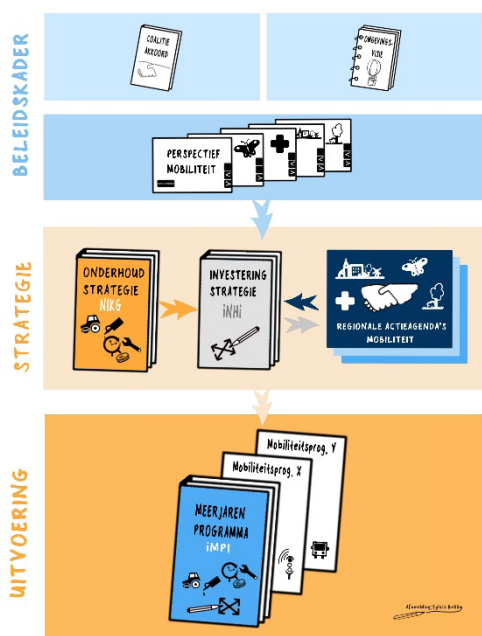 BELEIDSKADER
COALITIE
AKKOORD
OMGEVINGS-
VISIE
PERSPECTIEF
MOBILITEIT
STRATEGIE
ONDERHOUD
STRATEGIE
NIKG
INVESTERING
STRATEGIE
iNHi
REGIONALE ACTIEAGENDA'S
MOBILITEIT
UITVOERING
Mobiliteitsprog. Y
Mobiliteitsprog. X
MEERJAREN
PROGRAMMA
iMPI